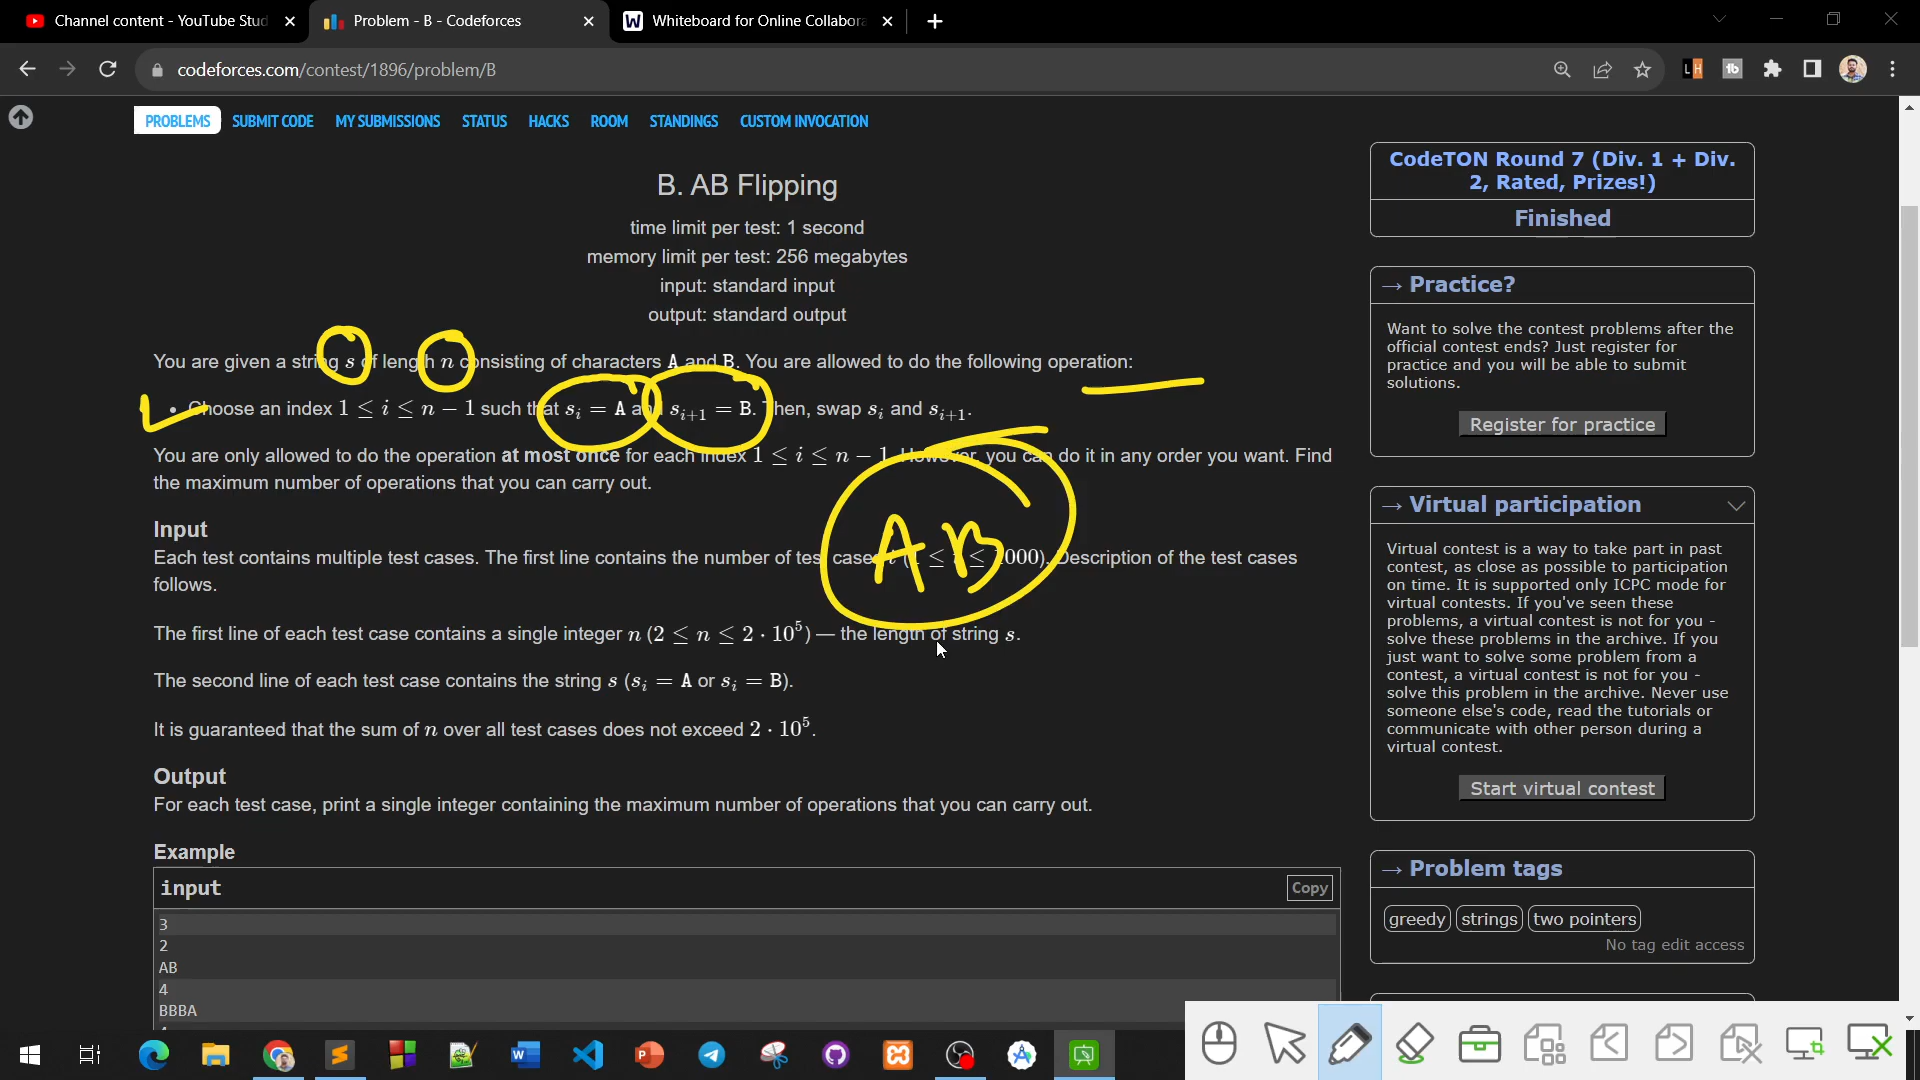 Channel content - YouTube Stud
Problem - B - Codeforces
Whiteboard for Online Collabora
codeforces.com/contest/1896/problem/B
PROBLEMS SUBMIT CODE MY SUBMISSIONS STATUS HACKS ROOM STANDINGS CUSTOM INVOCATION
B. AB Flipping
time limit per test: 1 second
memory limit per test: 256 megabytes
input: standard input
output: standard output
You are given a string s of length n consisting of characters A and B. You are allowed to do the following operation:
• Choose an index 1 ≤ i ≤ n − 1 such that s_i = A and s_{i+1} = B. Then, swap s_i and s_{i+1}.
You are only allowed to do the operation at most once for each index 1 ≤ i ≤ n − 1. However, you can do it in any order you want. Find
the maximum number of operations that you can carry out.
AB
Input
Each test contains multiple test cases. The first line contains the number of test cases t (1 ≤ t ≤ 1000). Description of the test cases
follows.
The first line of each test case contains a single integer n (2 ≤ n ≤ 2 · 10^5) — the length of string s.
The second line of each test case contains the string s (s_i = A or s_i = B).
It is guaranteed that the sum of n over all test cases does not exceed 2 · 10^5.
Output
For each test case, print a single integer containing the maximum number of operations that you can carry out.
Example
input
Copy
3
2
AB
4
BBBA
CodeTON Round 7 (Div. 1 + Div.
2, Rated, Prizes!)
Finished
→ Practice?
Want to solve the contest problems after the
official contest ends? Just register for
practice and you will be able to submit
solutions.
Register for practice
→ Virtual participation
Virtual contest is a way to take part in past
contest, as close as possible to participation
on time. It is supported only ICPC mode for
virtual contests. If you've seen these
problems, a virtual contest is not for you -
solve these problems in the archive. If you
just want to solve some problem from a
contest, a virtual contest is not for you -
solve this problem in the archive. Never use
someone else's code, read the tutorials or
communicate with other person during a
virtual contest.
Start virtual contest
→ Problem tags
greedy strings two pointers
No tag edit access